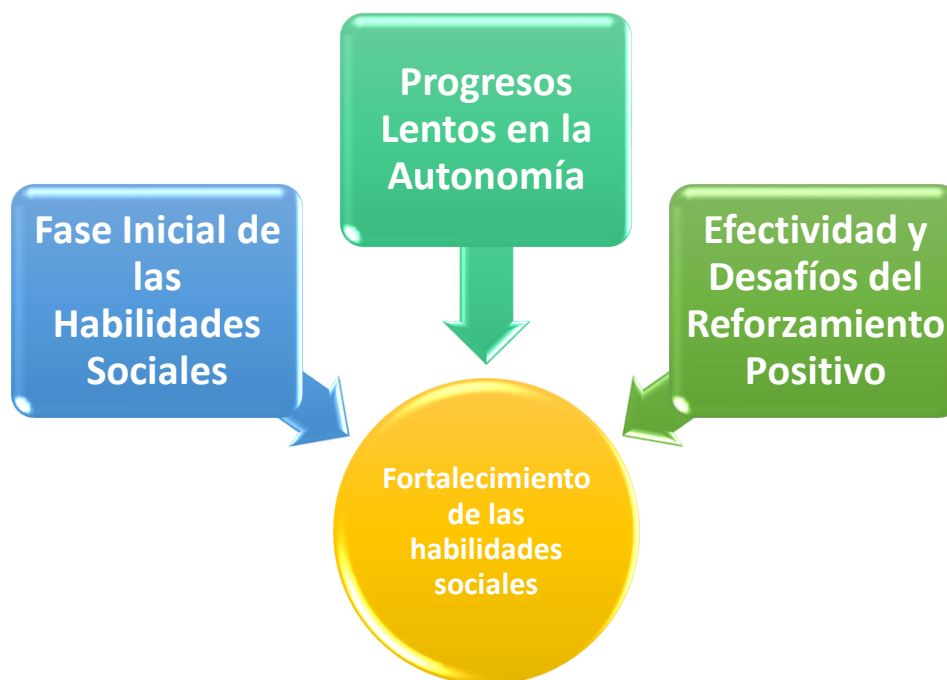 Progresos
Lentos en la
Autonomía
Fase Inicial de
las
Habilidades
Sociales
Efectividad y
Desafíos del
Reforzamiento
Positivo
Fortalecimiento
de las
habilidades
sociales